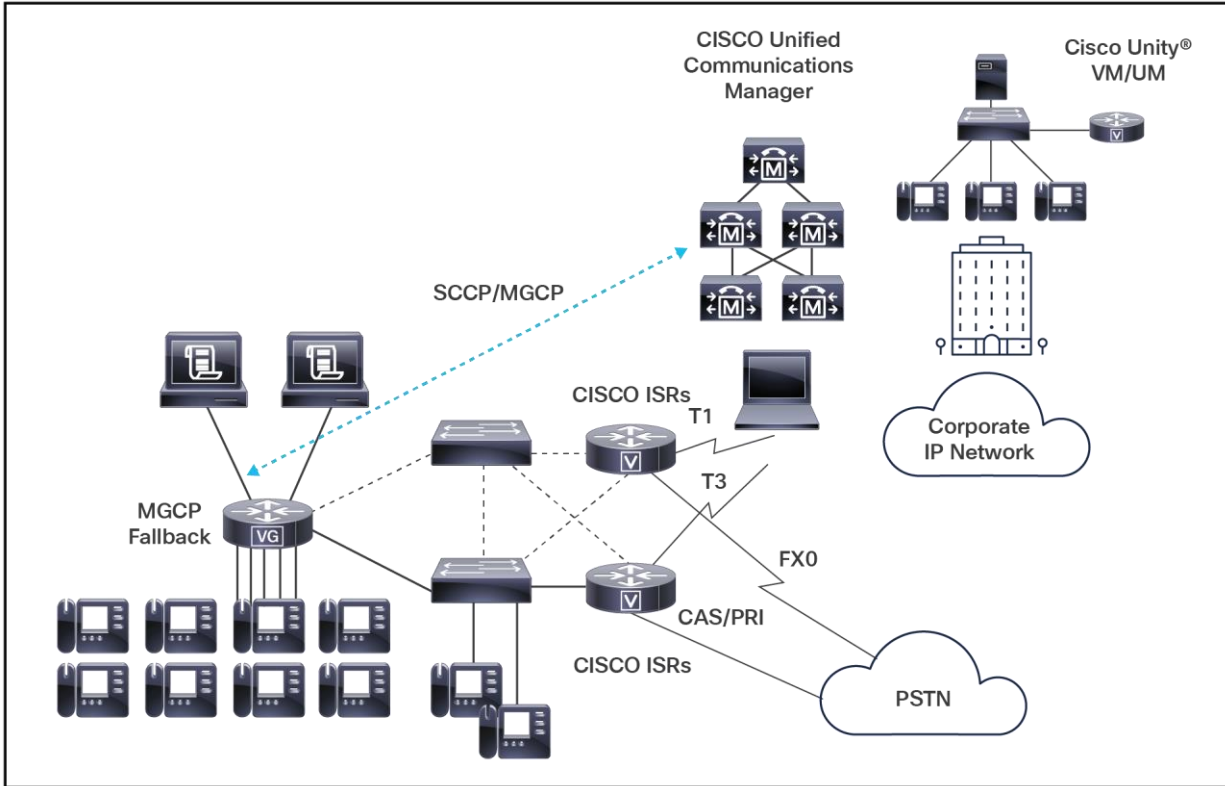 CISCO Unified
Communications
Manager
Cisco Unity®
VM/UM
V
M
M
M
M
M
SCCP/MGCP
CISCO ISRs
T1
V
Corporate
IP Network
T3
MGCP
Fallback
VG
FX0
V
CAS/PRI
CISCO ISRs
PSTN